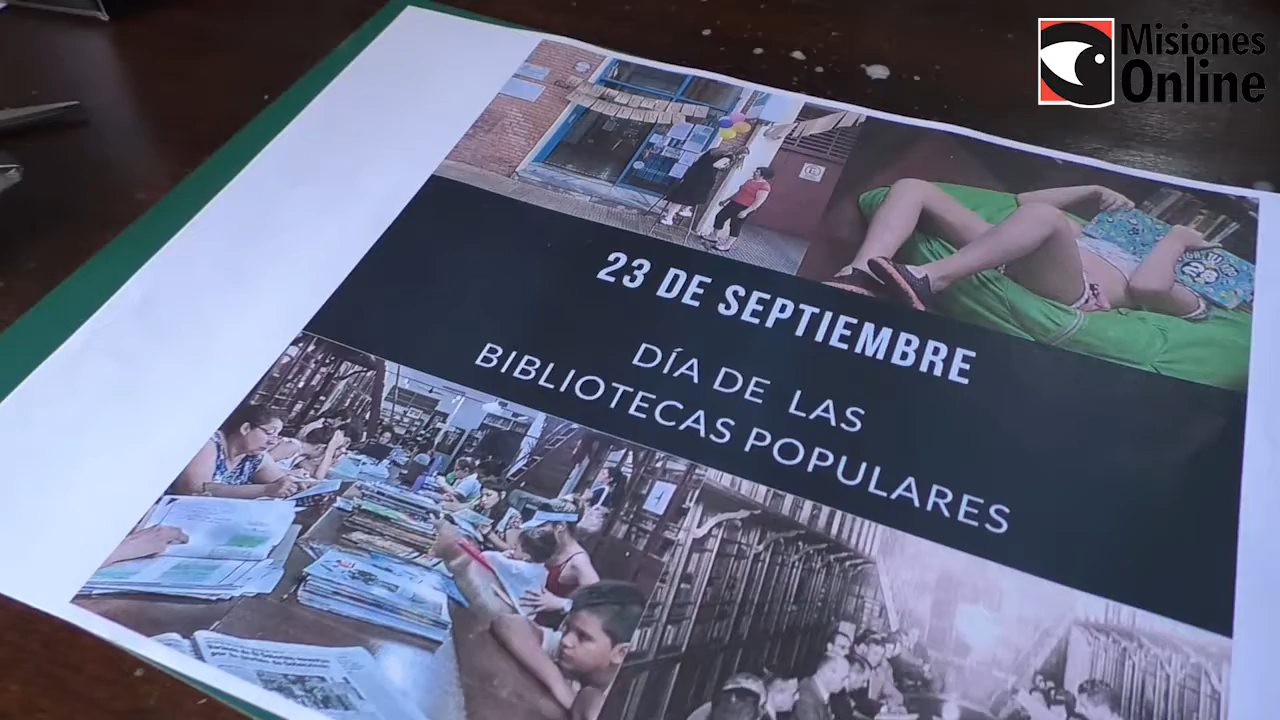 Misiones
Online
23 DE SEPTIEMBRE
DÍA DE LAS
BIBLIOTECAS POPULARES